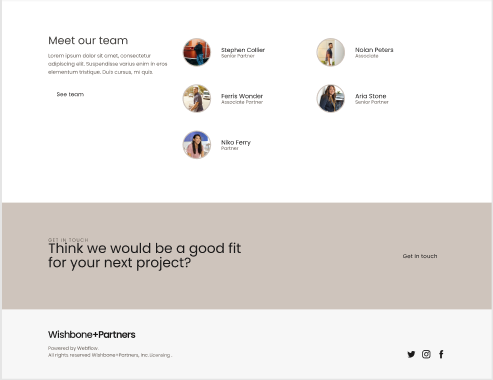 Meet our team
Lorem ipsum dolor sit amet, consectetur
adipiscing elit. Suspendisse varius enim in eros
elementum tristique. Duis cursus, mi quis.
See team
Stephen Collier
Senior Partner
Nolan Peters
Associate
Ferris Wonder
Associate Partner
Aria Stone
Senior Partner
Niko Ferry
Partner
GET IN TOUCH
Think we would be a good fit
for your next project?
Get in touch
Wishbone+Partners
Powered by Webflow.
All rights reserved Wishbone+Partners, Inc. Licensing.